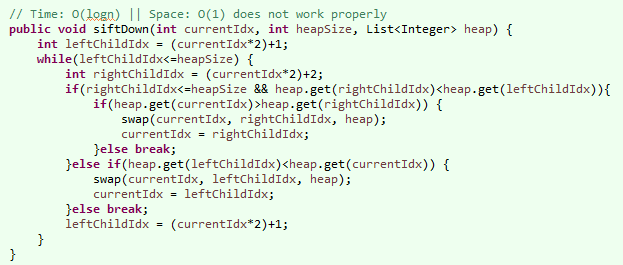 // Time: O(logn) || Space: O(1) does not work properly
public void siftDown(int currentIdx, int heapSize, List<Integer> heap) {
    int leftChildIdx = (currentIdx*2)+1;
    while(leftChildIdx<=heapSize) {
        int rightChildIdx = (currentIdx*2)+2;
        if(rightChildIdx<=heapSize && heap.get(rightChildIdx)<heap.get(leftChildIdx)){
            if(heap.get(currentIdx)>heap.get(rightChildIdx)) {
                swap(currentIdx, rightChildIdx, heap);
                currentIdx = rightChildIdx;
            }else break;
        }else if(heap.get(leftChildIdx)<heap.get(currentIdx)) {
            swap(currentIdx, leftChildIdx, heap);
            currentIdx = leftChildIdx;
        }else break;
        leftChildIdx = (currentIdx*2)+1;
    }
}